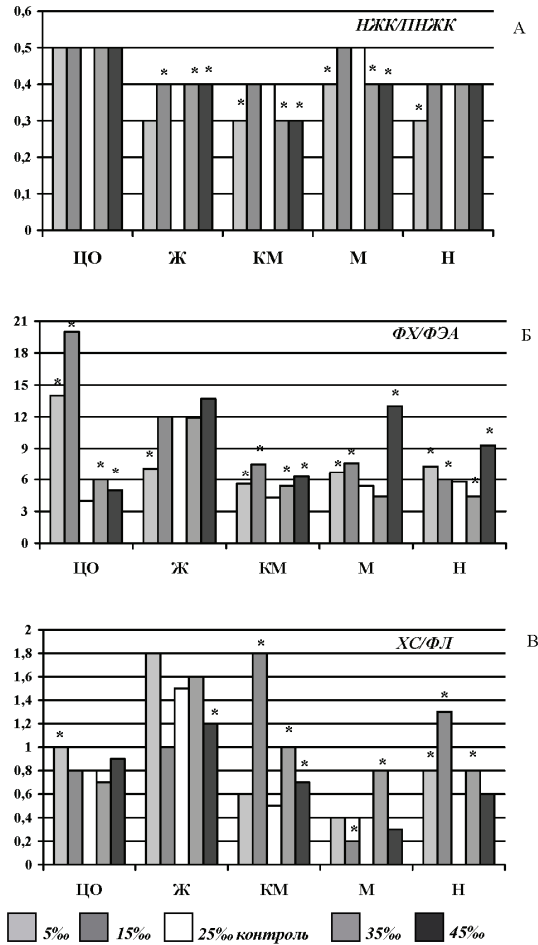 НЖК/ПНЖК
А
0,6
0,5
0,4
0,3
0,2
0,1
0
* * * * * * * * * * *
ЦО Ж КМ М Н
ФХ/ФЭА
Б
21
18
15
12
9
6
3
0
* * * * * * * * * * * * * * * *
ЦО Ж КМ М Н
ХС/ФЛ
В
2
1,8
1,6
1,4
1,2
1
0,8
0,6
0,4
0,2
0
* * * * * * * * * *
ЦО Ж КМ М Н
5‰ 15‰ 25‰ контроль 35‰ 45‰